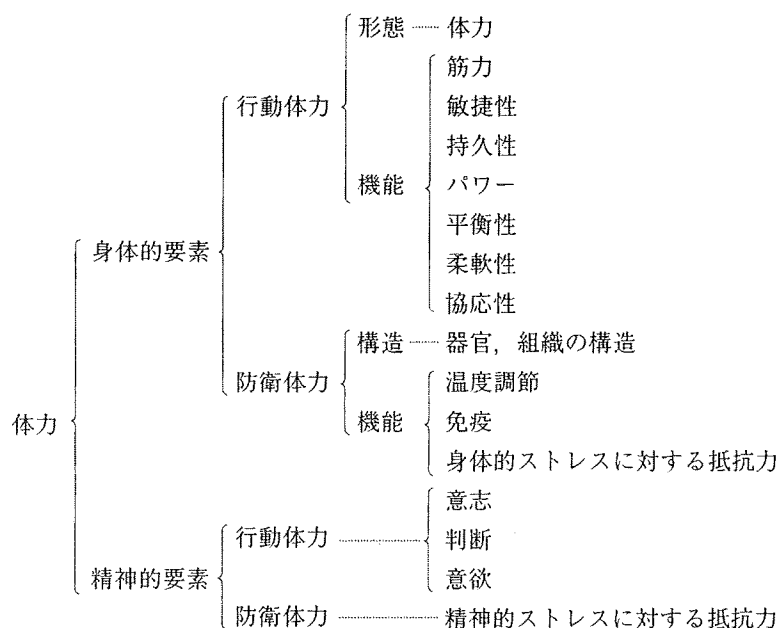 形態 体力
筋力
行動体力 敏捷性
持久性
機能 パワー
平衡性
身体的要素 柔軟性
協応性
構造 器官，組織の構造
防衛体力 温度調節
体力 機能 免疫
身体的ストレスに対する抵抗力
意志
行動体力 判断
精神的要素 意欲
防衛体力 精神的ストレスに対する抵抗力